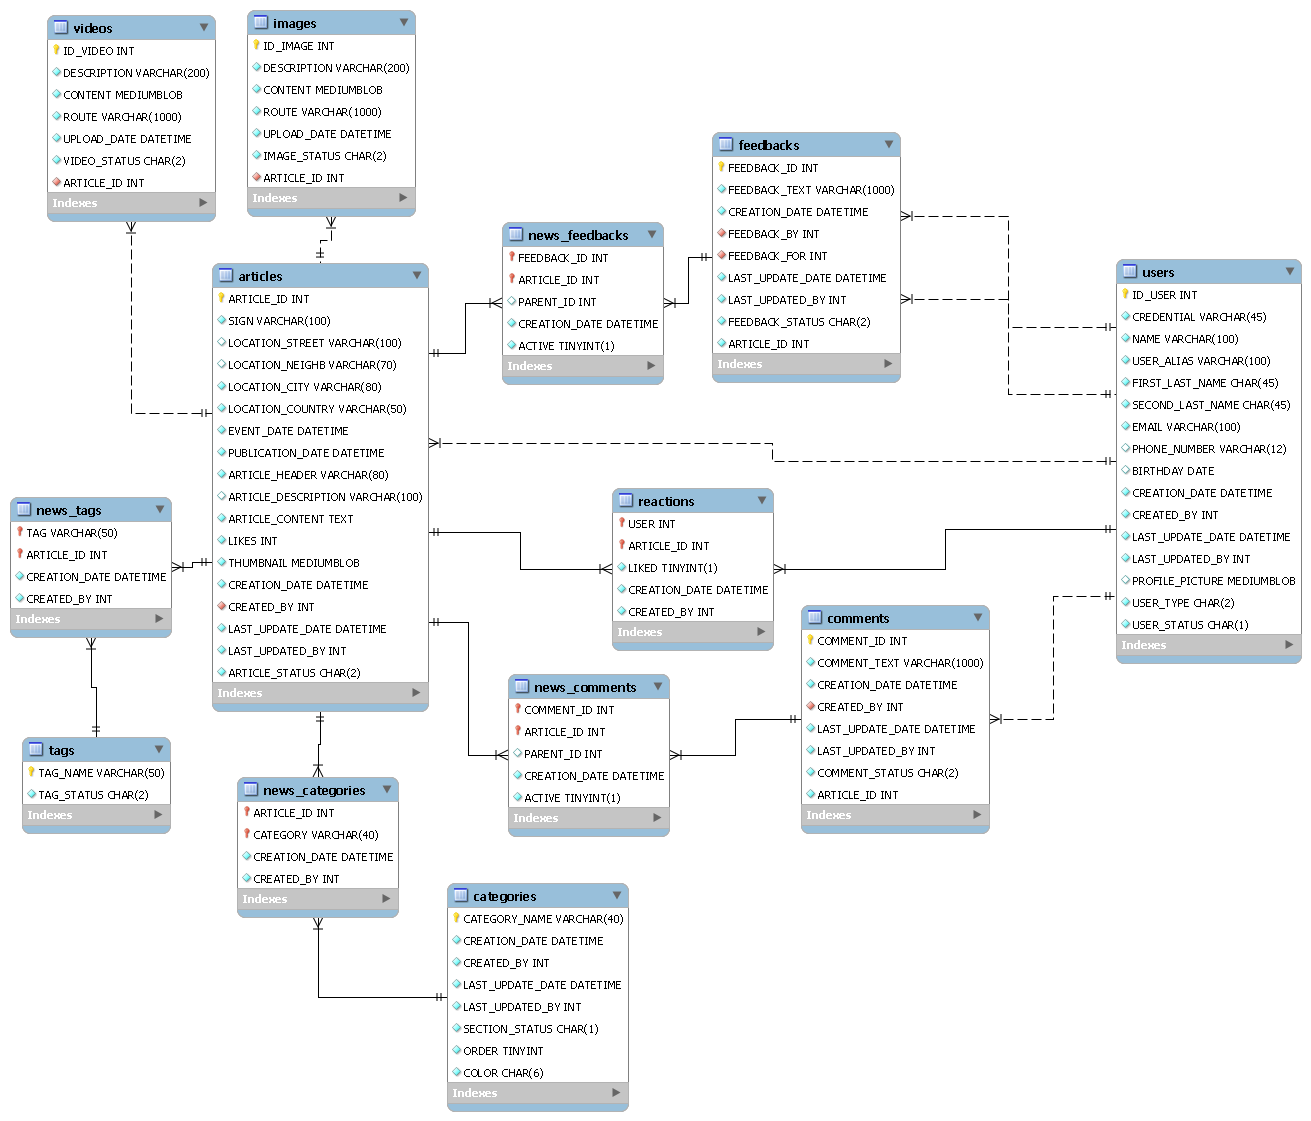 videos
ID_VIDEO INT
DESCRIPTION VARCHAR(200)
CONTENT MEDIUMBLOB
ROUTE VARCHAR(1000)
UPLOAD_DATE DATETIME
VIDEO_STATUS CHAR(2)
ARTICLE_ID INT
Indexes
images
ID_IMAGE INT
DESCRIPTION VARCHAR(200)
CONTENT MEDIUMBLOB
ROUTE VARCHAR(1000)
UPLOAD_DATE DATETIME
IMAGE_STATUS CHAR(2)
ARTICLE_ID INT
Indexes
feedbacks
FEEDBACK_ID INT
FEEDBACK_TEXT VARCHAR(1000)
CREATION_DATE DATETIME
FEEDBACK_BY INT
FEEDBACK_FOR INT
LAST_UPDATE_DATE DATETIME
LAST_UPDATED_BY INT
FEEDBACK_STATUS CHAR(2)
ARTICLE_ID INT
Indexes
news_feedbacks
FEEDBACK_ID INT
ARTICLE_ID INT
PARENT_ID INT
CREATION_DATE DATETIME
ACTIVE TINYINT(1)
Indexes
articles
ARTICLE_ID INT
SIGN VARCHAR(100)
LOCATION_STREET VARCHAR(100)
LOCATION_NEIGHB VARCHAR(70)
LOCATION_CITY VARCHAR(80)
LOCATION_COUNTRY VARCHAR(50)
EVENT_DATE DATETIME
PUBLICATION_DATE DATETIME
ARTICLE_HEADER VARCHAR(80)
ARTICLE_DESCRIPTION VARCHAR(100)
ARTICLE_CONTENT TEXT
LIKES INT
THUMBNAIL MEDIUMBLOB
CREATION_DATE DATETIME
CREATED_BY INT
LAST_UPDATE_DATE DATETIME
LAST_UPDATED_BY INT
ARTICLE_STATUS CHAR(2)
Indexes
users
ID_USER INT
CREDENTIAL VARCHAR(45)
NAME VARCHAR(100)
USER_ALIAS VARCHAR(100)
FIRST_LAST_NAME CHAR(45)
SECOND_LAST_NAME CHAR(45)
EMAIL VARCHAR(100)
PHONE_NUMBER VARCHAR(12)
BIRTHDAY DATE
CREATION_DATE DATETIME
CREATED_BY INT
LAST_UPDATE_DATE DATETIME
LAST_UPDATED_BY INT
PROFILE_PICTURE MEDIUMBLOB
USER_TYPE CHAR(2)
USER_STATUS CHAR(1)
Indexes
news_tags
TAG VARCHAR(50)
ARTICLE_ID INT
CREATION_DATE DATETIME
CREATED_BY INT
Indexes
reactions
USER INT
ARTICLE_ID INT
LIKED TINYINT(1)
CREATION_DATE DATETIME
CREATED_BY INT
Indexes
comments
COMMENT_ID INT
COMMENT_TEXT VARCHAR(1000)
CREATION_DATE DATETIME
CREATED_BY INT
LAST_UPDATE_DATE DATETIME
LAST_UPDATED_BY INT
COMMENT_STATUS CHAR(2)
ARTICLE_ID INT
Indexes
news_comments
COMMENT_ID INT
ARTICLE_ID INT
PARENT_ID INT
CREATION_DATE DATETIME
ACTIVE TINYINT(1)
Indexes
tags
TAG_NAME VARCHAR(50)
TAG_STATUS CHAR(2)
Indexes
news_categories
ARTICLE_ID INT
CATEGORY VARCHAR(40)
CREATION_DATE DATETIME
CREATED_BY INT
Indexes
categories
CATEGORY_NAME VARCHAR(40)
CREATION_DATE DATETIME
CREATED_BY INT
LAST_UPDATE_DATE DATETIME
LAST_UPDATED_BY INT
SECTION_STATUS CHAR(1)
ORDER TINYINT
COLOR CHAR(6)
Indexes